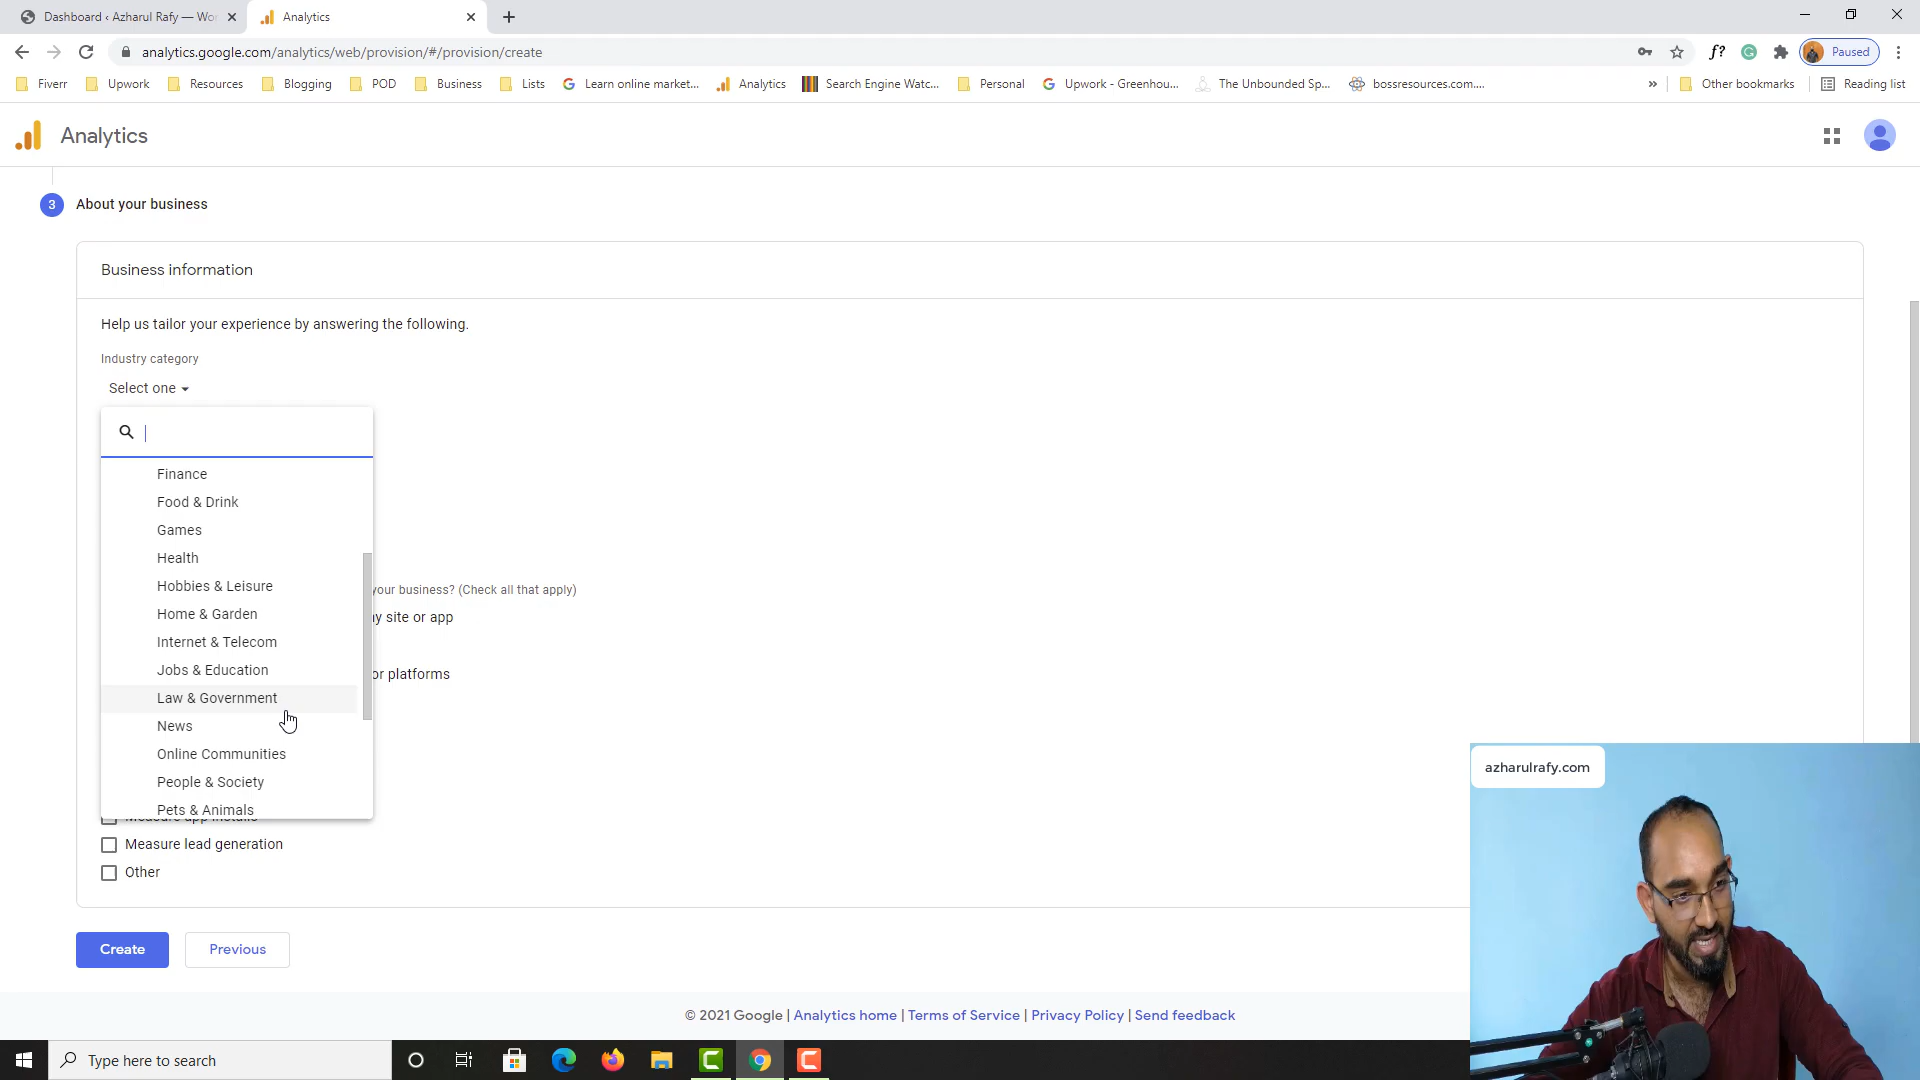 Dashboard ‹ Azharul Rafy — Wo
Analytics
analytics.google.com/analytics/web/provision/#/provision/create
f?
Paused
Fiverr
Upwork
Resources
Blogging
POD
Business
Lists
Learn online market...
Analytics
Search Engine Watc...
Personal
Upwork - Greenhou...
The Unbounded Sp...
bossresources.com....
»
Other bookmarks
Reading list
Analytics
3
About your business
Business information
Help us tailor your experience by answering the following.
Industry category
Select one
Finance
Food & Drink
Games
Health
Hobbies & Leisure
your business? (Check all that apply)
Home & Garden
y site or app
Internet & Telecom
Jobs & Education
or platforms
Law & Government
News
Online Communities
People & Society
Pets & Animals
Measure app installs
Measure lead generation
Other
azharulrafy.com
Create
Previous
© 2021 Google | Analytics home | Terms of Service | Privacy Policy | Send feedback
Type here to search